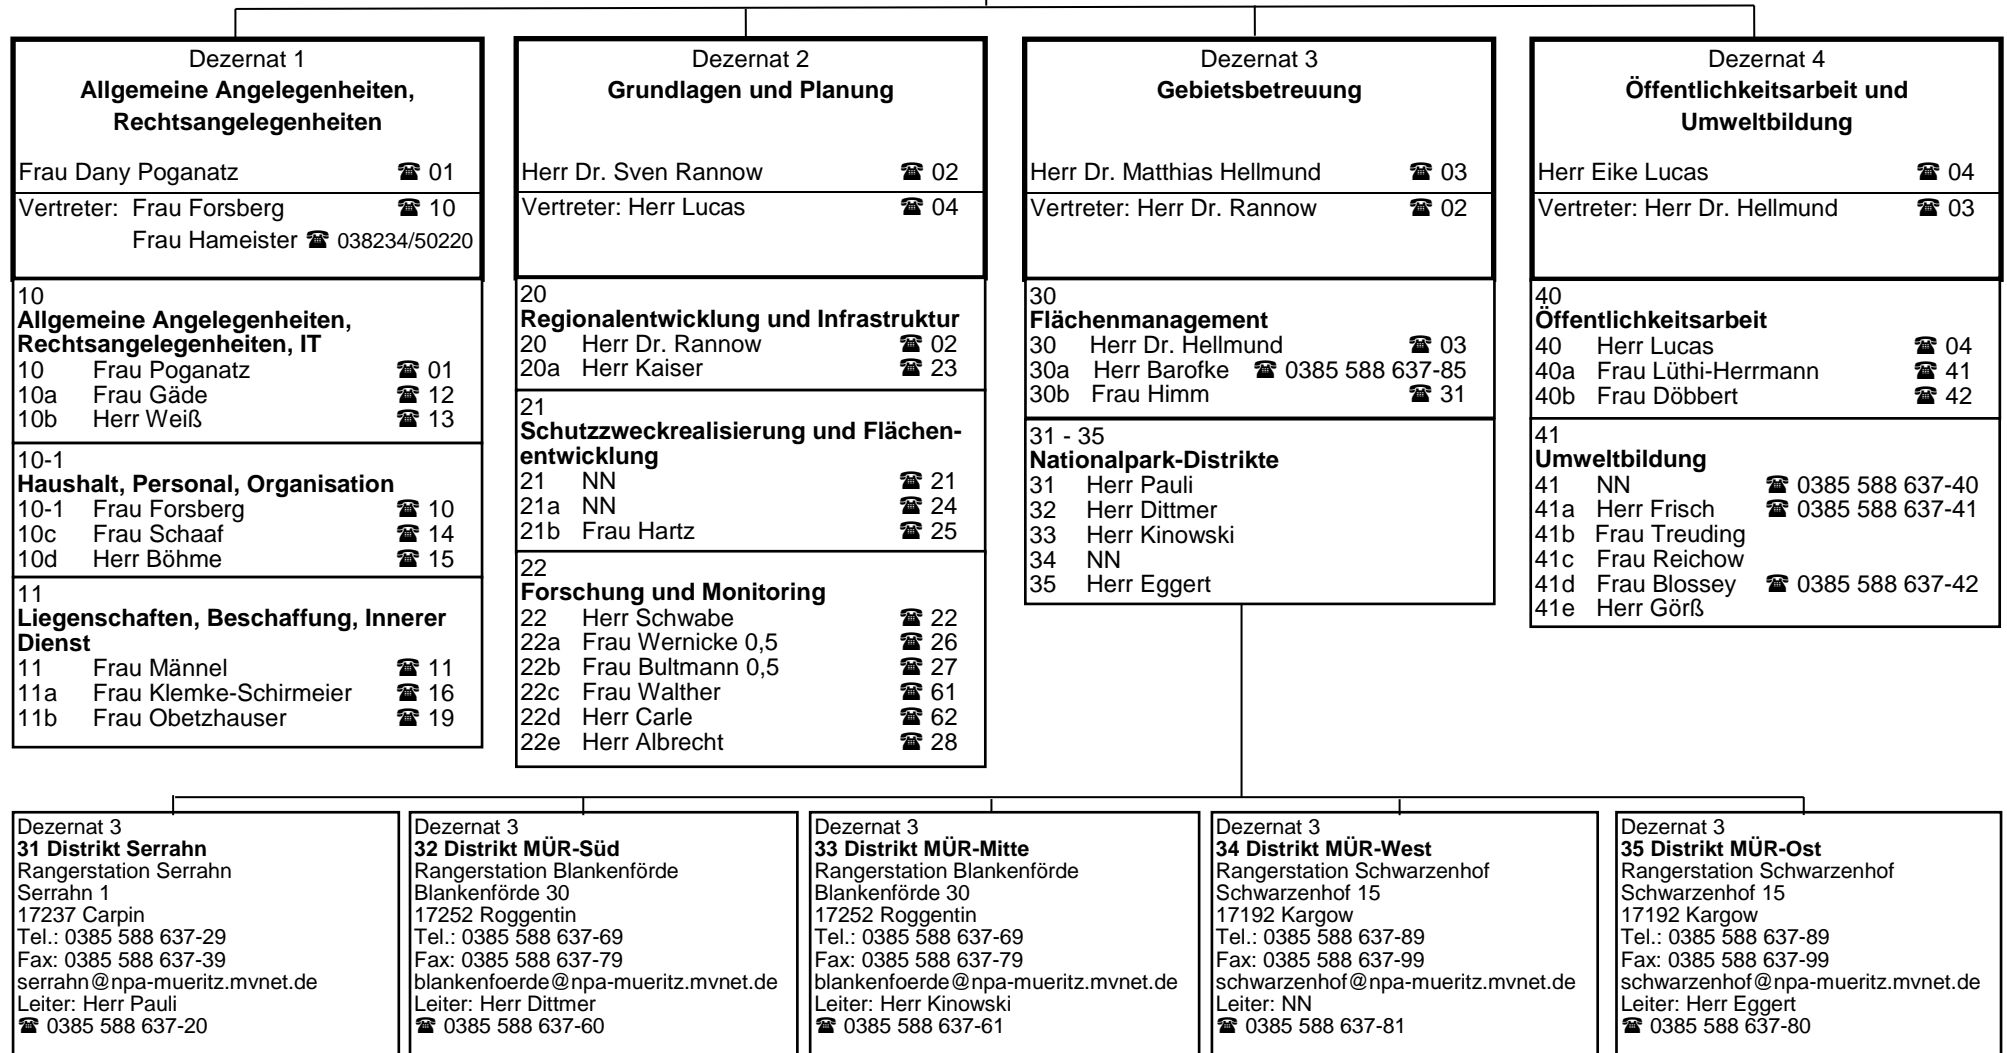 Dezernat 1
Allgemeine Angelegenheiten,
Rechtsangelegenheiten
Frau Dany Poganatz ☎ 01
Vertreter: Frau Forsberg ☎ 10
Frau Hameister ☎ 038234/50220
10
Allgemeine Angelegenheiten,
Rechtsangelegenheiten, IT
10 Frau Poganatz ☎ 01
10a Frau Gäde ☎ 12
10b Herr Weiß ☎ 13
10-1
Haushalt, Personal, Organisation
10-1 Frau Forsberg ☎ 10
10c Frau Schaaf ☎ 14
10d Herr Böhme ☎ 15
11
Liegenschaften, Beschaffung, Innerer
Dienst
11 Frau Männel ☎ 11
11a Frau Klemke-Schirmeier ☎ 16
11b Frau Obetzhauser ☎ 19
Dezernat 2
Grundlagen und Planung
Herr Dr. Sven Rannow ☎ 02
Vertreter: Herr Lucas ☎ 04
20
Regionalentwicklung und Infrastruktur
20 Herr Dr. Rannow ☎ 02
20a Herr Kaiser ☎ 23
21
Schutzzweckrealisierung und Flächen-
entwicklung
21 NN ☎ 21
21a NN ☎ 24
21b Frau Hartz ☎ 25
22
Forschung und Monitoring
22 Herr Schwabe ☎ 22
22a Frau Wernicke 0,5 ☎ 26
22b Frau Bultmann 0,5 ☎ 27
22c Frau Walther ☎ 61
22d Herr Carle ☎ 62
22e Herr Albrecht ☎ 28
Dezernat 3
Gebietsbetreuung
Herr Dr. Matthias Hellmund ☎ 03
Vertreter: Herr Dr. Rannow ☎ 02
30
Flächenmanagement
30 Herr Dr. Hellmund ☎ 03
30a Herr Barofke ☎ 0385 588 637-85
30b Frau Himm ☎ 31
31 - 35
Nationalpark-Distrikte
31 Herr Pauli
32 Herr Dittmer
33 Herr Kinowski
34 NN
35 Herr Eggert
Dezernat 4
Öffentlichkeitsarbeit und
Umweltbildung
Herr Eike Lucas ☎ 04
Vertreter: Herr Dr. Hellmund ☎ 03
40
Öffentlichkeitsarbeit
40 Herr Lucas ☎ 04
40a Frau Lüthi-Herrmann ☎ 41
40b Frau Döbbert ☎ 42
41
Umweltbildung
41 NN ☎ 0385 588 637-40
41a Herr Frisch ☎ 0385 588 637-41
41b Frau Treuding
41c Frau Reichow
41d Frau Blossey ☎ 0385 588 637-42
41e Herr Görß
Dezernat 3
31 Distrikt Serrahn
Rangerstation Serrahn
Serrahn 1
17237 Carpin
Tel.: 0385 588 637-29
Fax: 0385 588 637-39
serrahn@npa-mueritz.mvnet.de
Leiter: Herr Pauli
☎ 0385 588 637-20
Dezernat 3
32 Distrikt MÜR-Süd
Rangerstation Blankenförde
Blankenförde 30
17252 Roggentin
Tel.: 0385 588 637-69
Fax: 0385 588 637-79
blankenfoerde@npa-mueritz.mvnet.de
Leiter: Herr Dittmer
☎ 0385 588 637-60
Dezernat 3
33 Distrikt MÜR-Mitte
Rangerstation Blankenförde
Blankenförde 30
17252 Roggentin
Tel.: 0385 588 637-69
Fax: 0385 588 637-79
blankenfoerde@npa-mueritz.mvnet.de
Leiter: Herr Kinowski
☎ 0385 588 637-61
Dezernat 3
34 Distrikt MÜR-West
Rangerstation Schwarzenhof
Schwarzenhof 15
17192 Kargow
Tel.: 0385 588 637-89
Fax: 0385 588 637-99
schwarzenhof@npa-mueritz.mvnet.de
Leiter: NN
☎ 0385 588 637-81
Dezernat 3
35 Distrikt MÜR-Ost
Rangerstation Schwarzenhof
Schwarzenhof 15
17192 Kargow
Tel.: 0385 588 637-89
Fax: 0385 588 637-99
schwarzenhof@npa-mueritz.mvnet.de
Leiter: Herr Eggert
☎ 0385 588 637-80